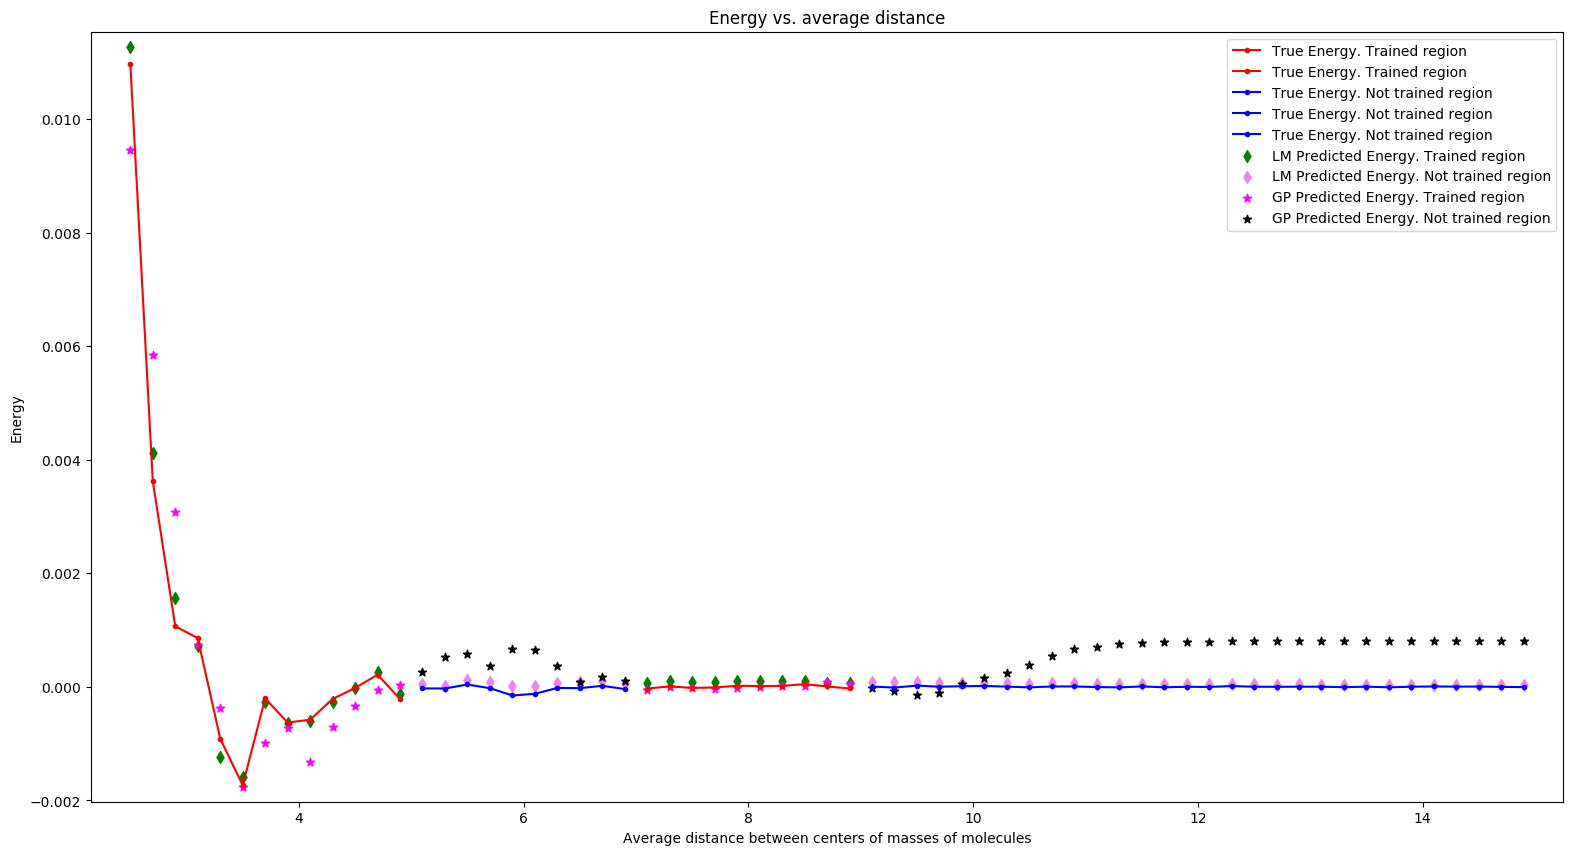 Energy vs. average distance
True Energy. Trained region
True Energy. Trained region
True Energy. Not trained region
True Energy. Not trained region
True Energy. Not trained region
LM Predicted Energy. Trained region
LM Predicted Energy. Not trained region
GP Predicted Energy. Trained region
GP Predicted Energy. Not trained region
Energy
0.010
0.008
0.006
0.004
0.002
0.000
−0.002
4 6 8 10 12 14
Average distance between centers of masses of molecules